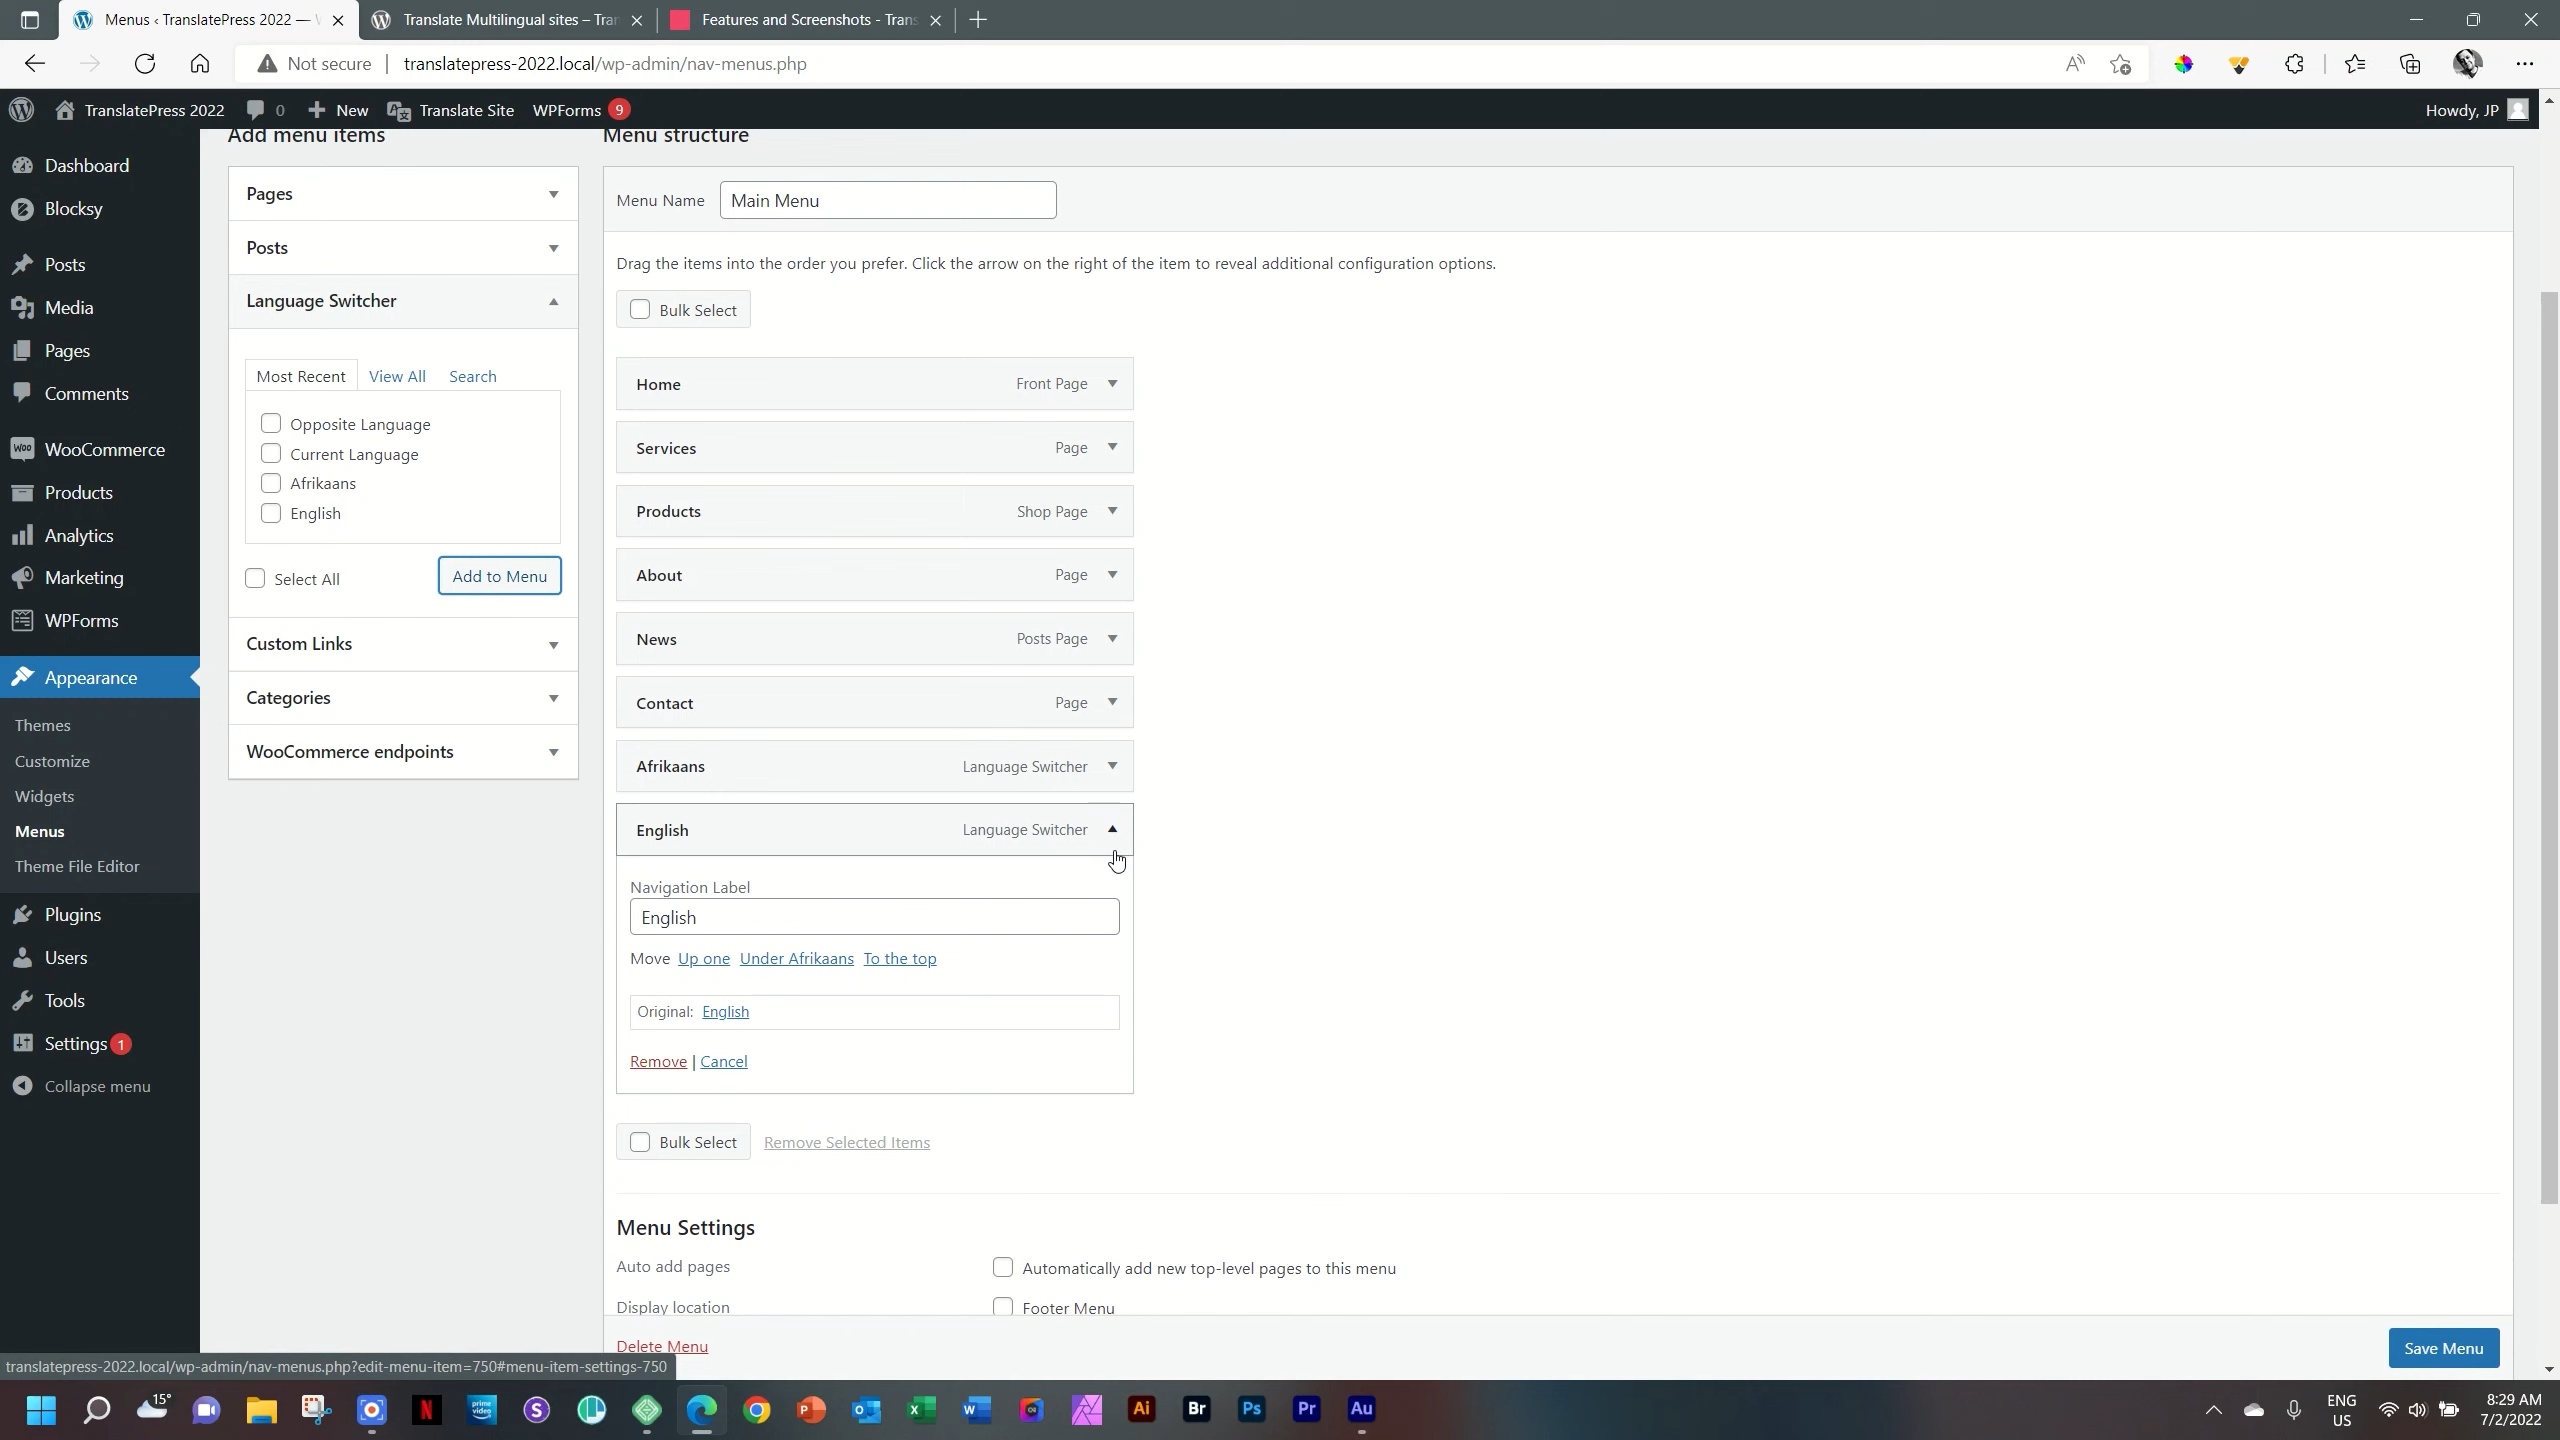 Menus ‹ TranslatePress 2022 —
Translate Multilingual sites – Tra
Features and Screenshots - Trans
Not secure
translatepress-2022.local/wp-admin/nav-menus.php
TranslatePress 2022
0
New
Translate Site
WPForms 9
Howdy, JP
Dashboard
Blocksy
Posts
Media
Pages
Comments
WooCommerce
Products
Analytics
Marketing
WPForms
Appearance
Themes
Customize
Widgets
Menus
Theme File Editor
Plugins
Users
Tools
Settings 1
Collapse menu
Add menu items
Pages
Posts
Language Switcher
Most Recent View All Search
Opposite Language
Current Language
Afrikaans
English
Select All
Add to Menu
Custom Links
Categories
WooCommerce endpoints
Menu structure
Menu Name Main Menu
Drag the items into the order you prefer. Click the arrow on the right of the item to reveal additional configuration options.
Bulk Select
Home Front Page
Services Page
Products Shop Page
About Page
News Posts Page
Contact Page
Afrikaans Language Switcher
English Language Switcher
Navigation Label
English
Move Up one Under Afrikaans To the top
Original: English
Remove | Cancel
Bulk Select Remove Selected Items
Menu Settings
Auto add pages Automatically add new top-level pages to this menu
Display location Footer Menu
Delete Menu
Save Menu
translatepress-2022.local/wp-admin/nav-menus.php?edit-menu-item=750#menu-item-settings-750
15°
prime video
ENG
US
8:29 AM
7/2/2022